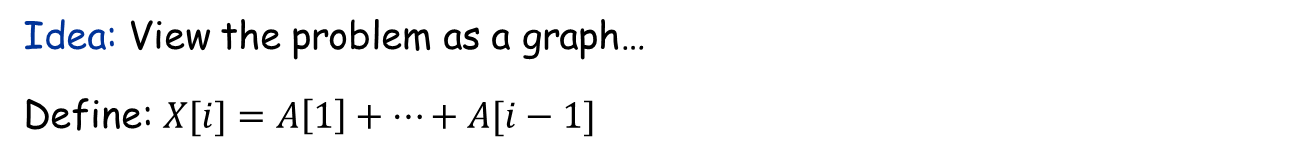 Idea: View the problem as a graph…
Define: X[i] = A[1] + ⋯ + A[i − 1]